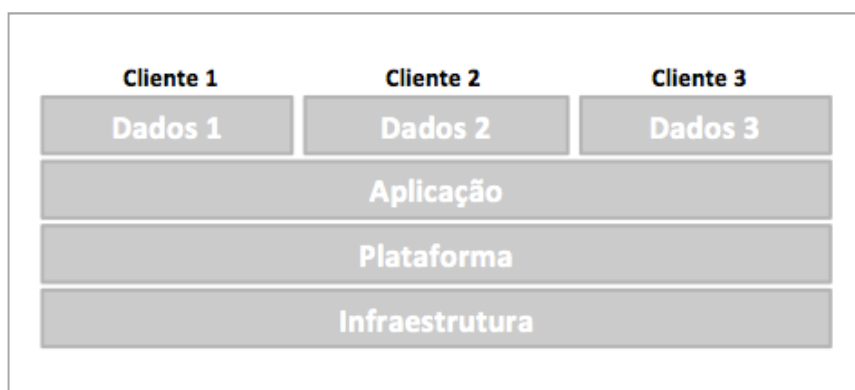 Cliente 1 Cliente 2 Cliente 3
Dados 1 Dados 2 Dados 3
Aplicação
Plataforma
Infraestrutura